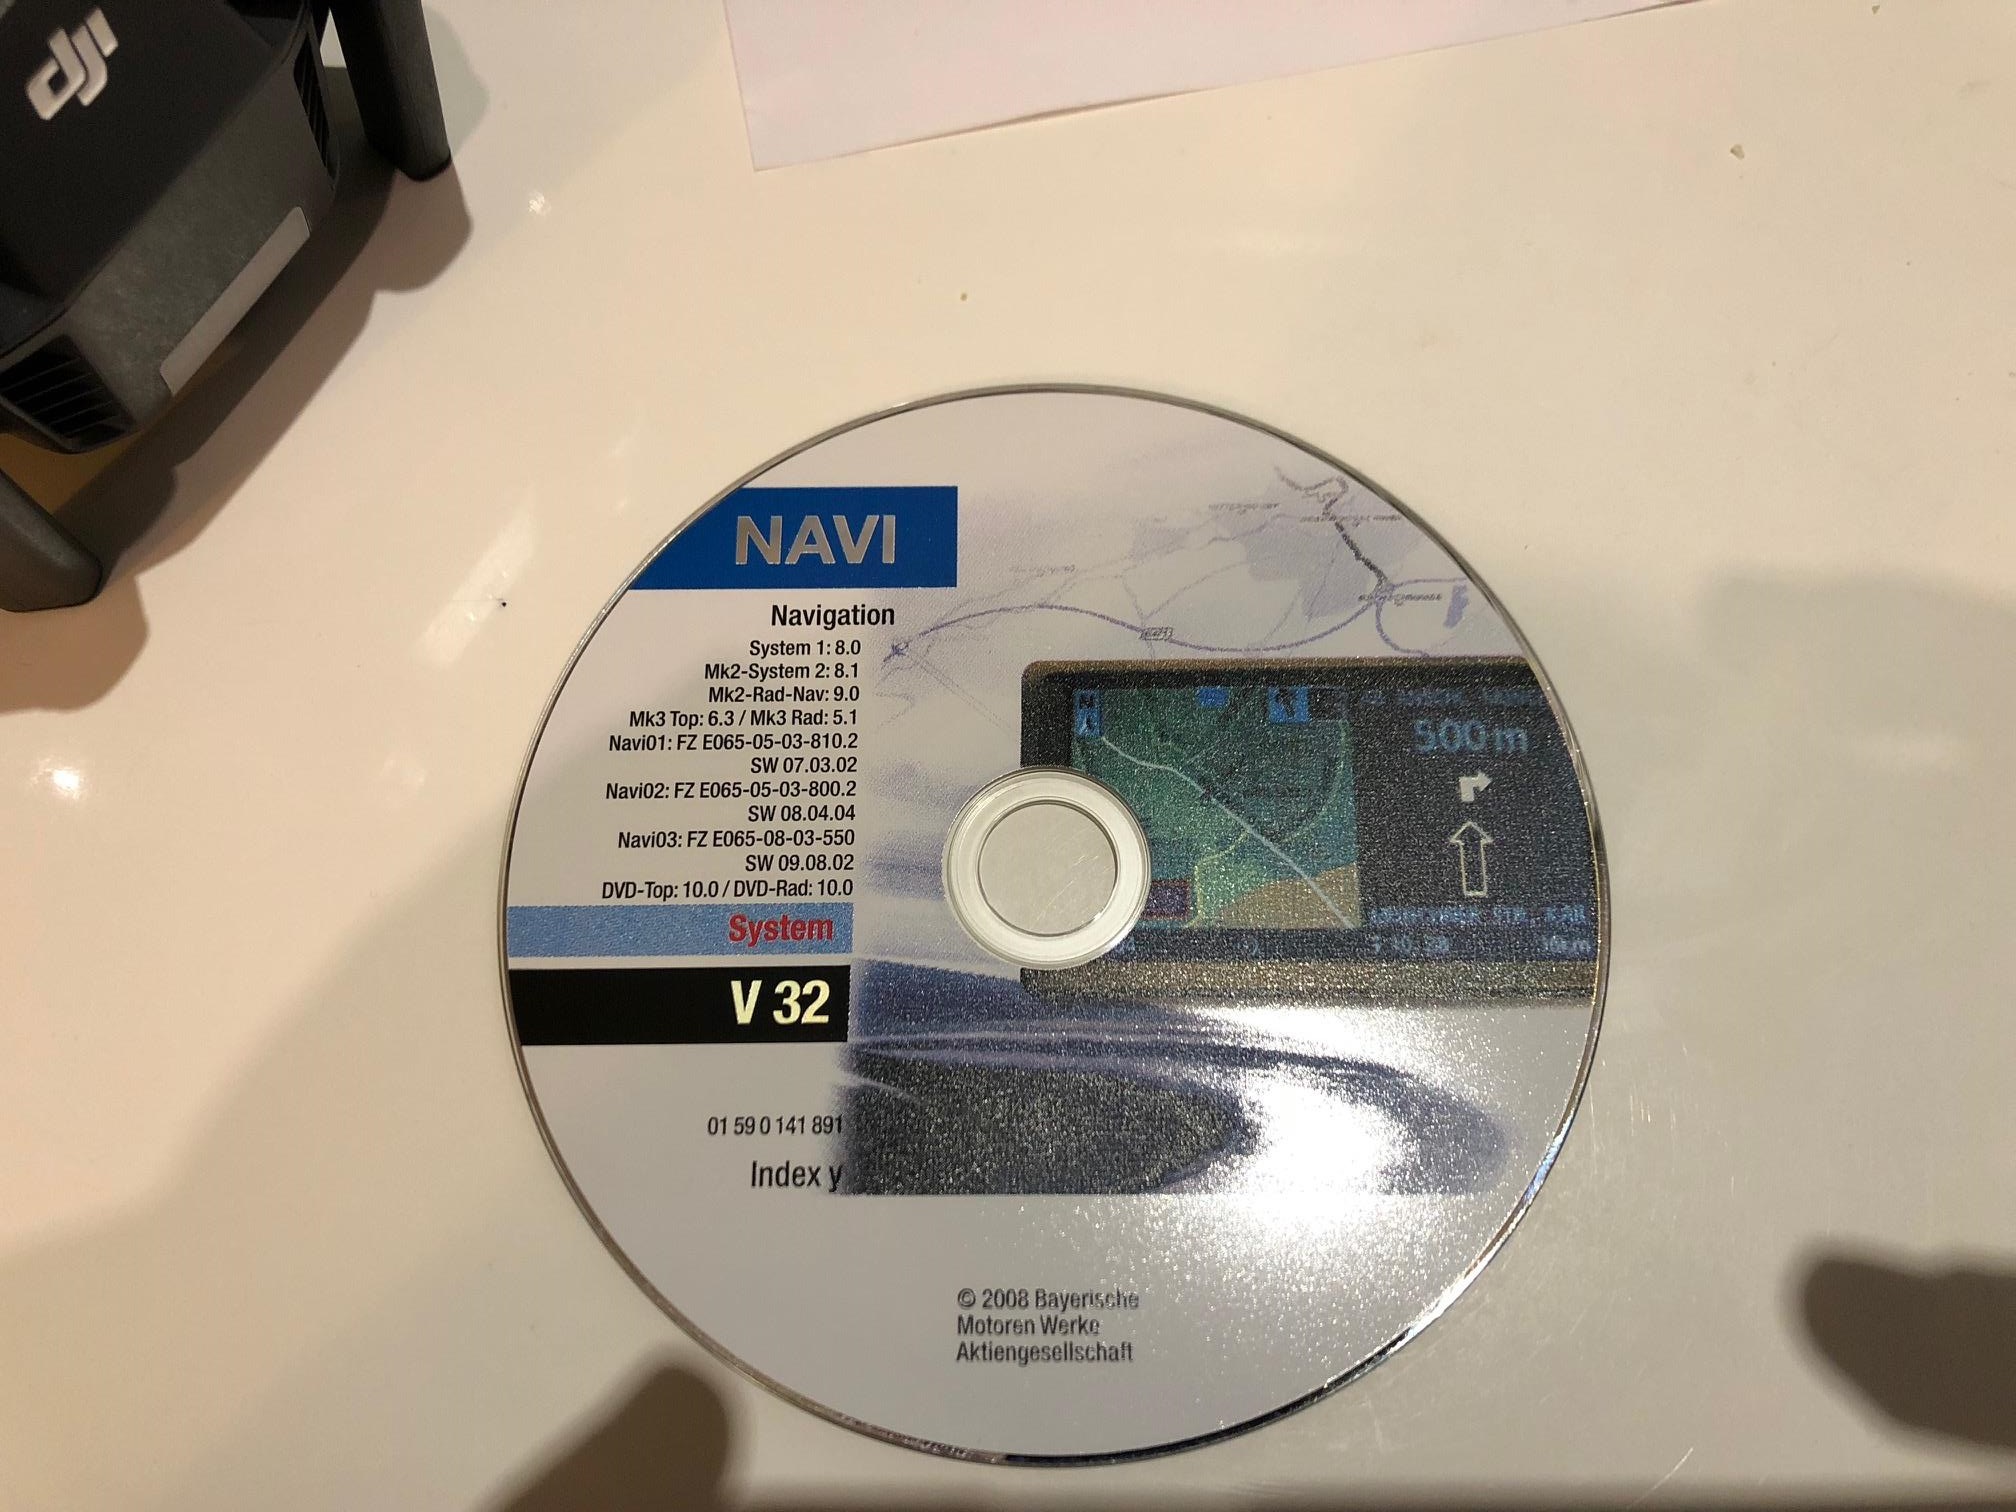 dji
NAVI
Navigation
System 1: 8.0
Mk2-System 2: 8.1
Mk2-Rad-Nav: 9.0
Mk3 Top: 6.3 / Mk3 Rad: 5.1
Navi01: FZ E065-05-03-810.2
SW 07.03.02
Navi02: FZ E065-05-03-800.2
SW 08.04.04
Navi03: FZ E065-08-03-550
SW 09.08.02
DVD-Top: 10.0 / DVD-Rad: 10.0
System
V 32
01 59 0 141 891
Index y
500 m
© 2008 Bayerische
Motoren Werke
Aktiengesellschaft